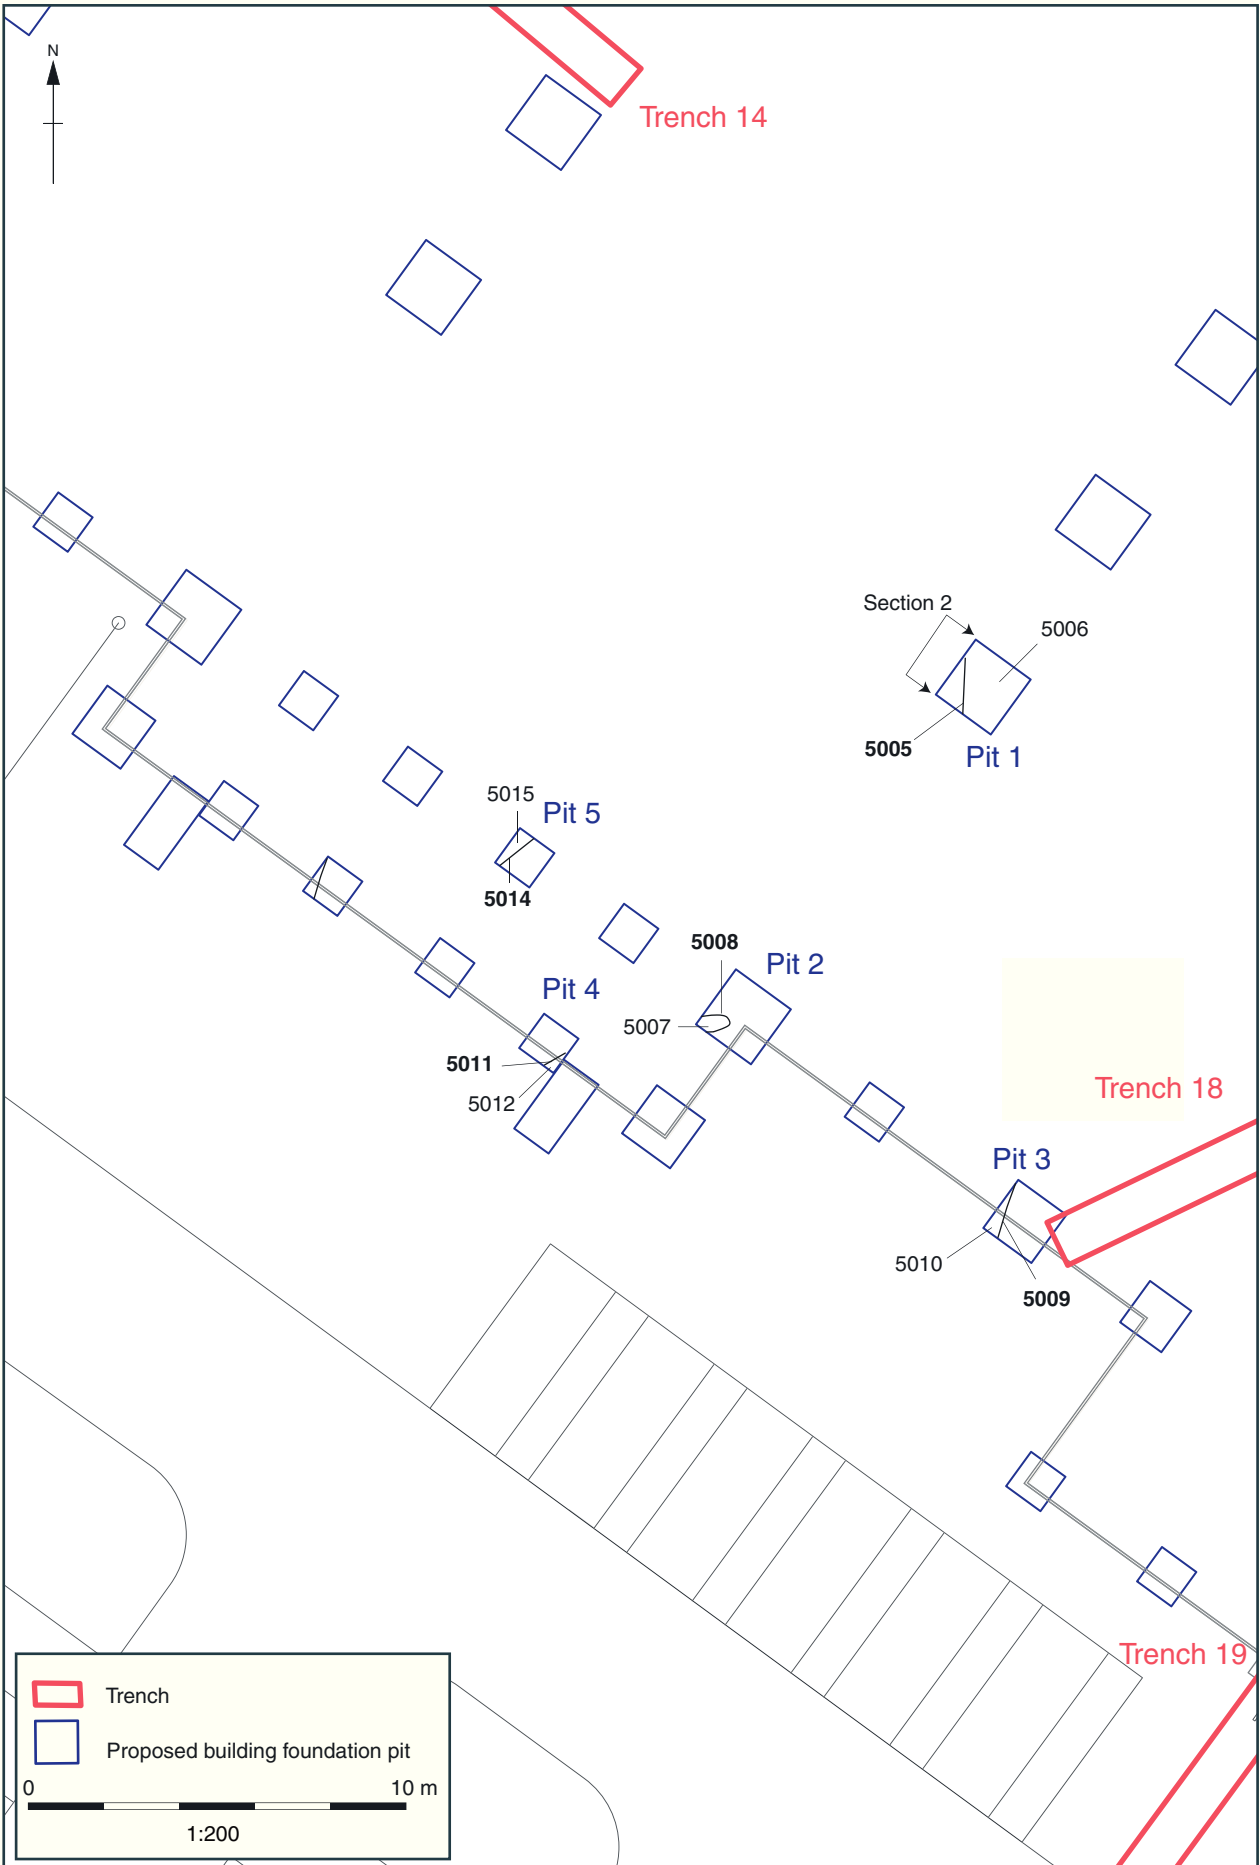 N
Trench 14
Section 2
5006
5005
Pit 1
5015
Pit 5
5014
5008
Pit 2
Pit 4
5007
5011
5012
Trench 18
Pit 3
5010
5009
Trench 19
Trench
Proposed building foundation pit
0 10 m
1:200